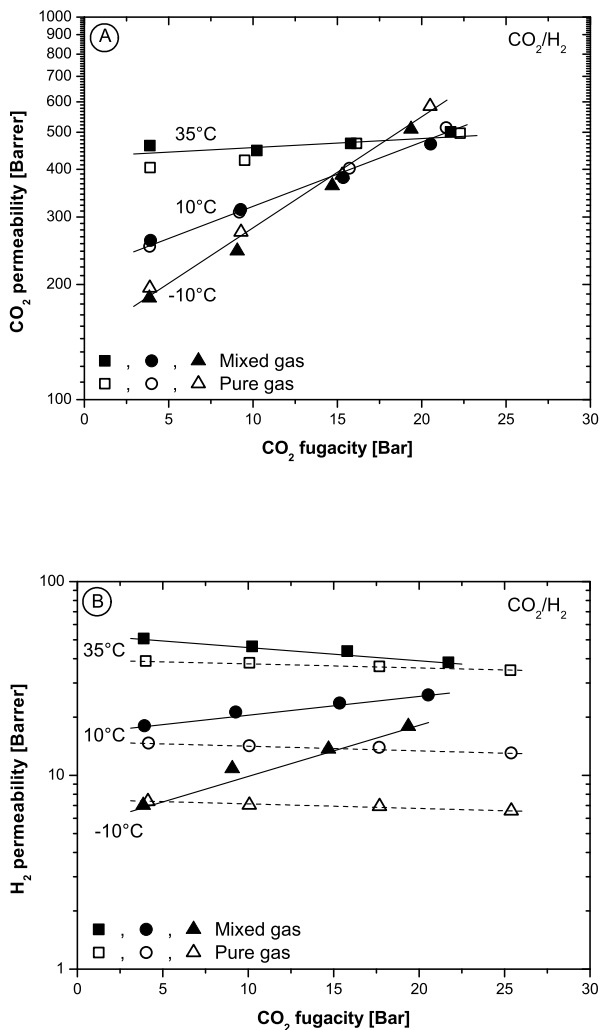 A
CO2/H2
1000
900
800
700
600
500
400
300
200
100
35°C
10°C
-10°C
■ , ● , ▲ Mixed gas
□ , ○ , △ Pure gas
0 5 10 15 20 25 30
CO2 permeability [Barrer]
CO2 fugacity [Bar]
B
CO2/H2
100
10
1
35°C
10°C
-10°C
■ , ● , ▲ Mixed gas
□ , ○ , △ Pure gas
0 5 10 15 20 25 30
H2 permeability [Barrer]
CO2 fugacity [Bar]